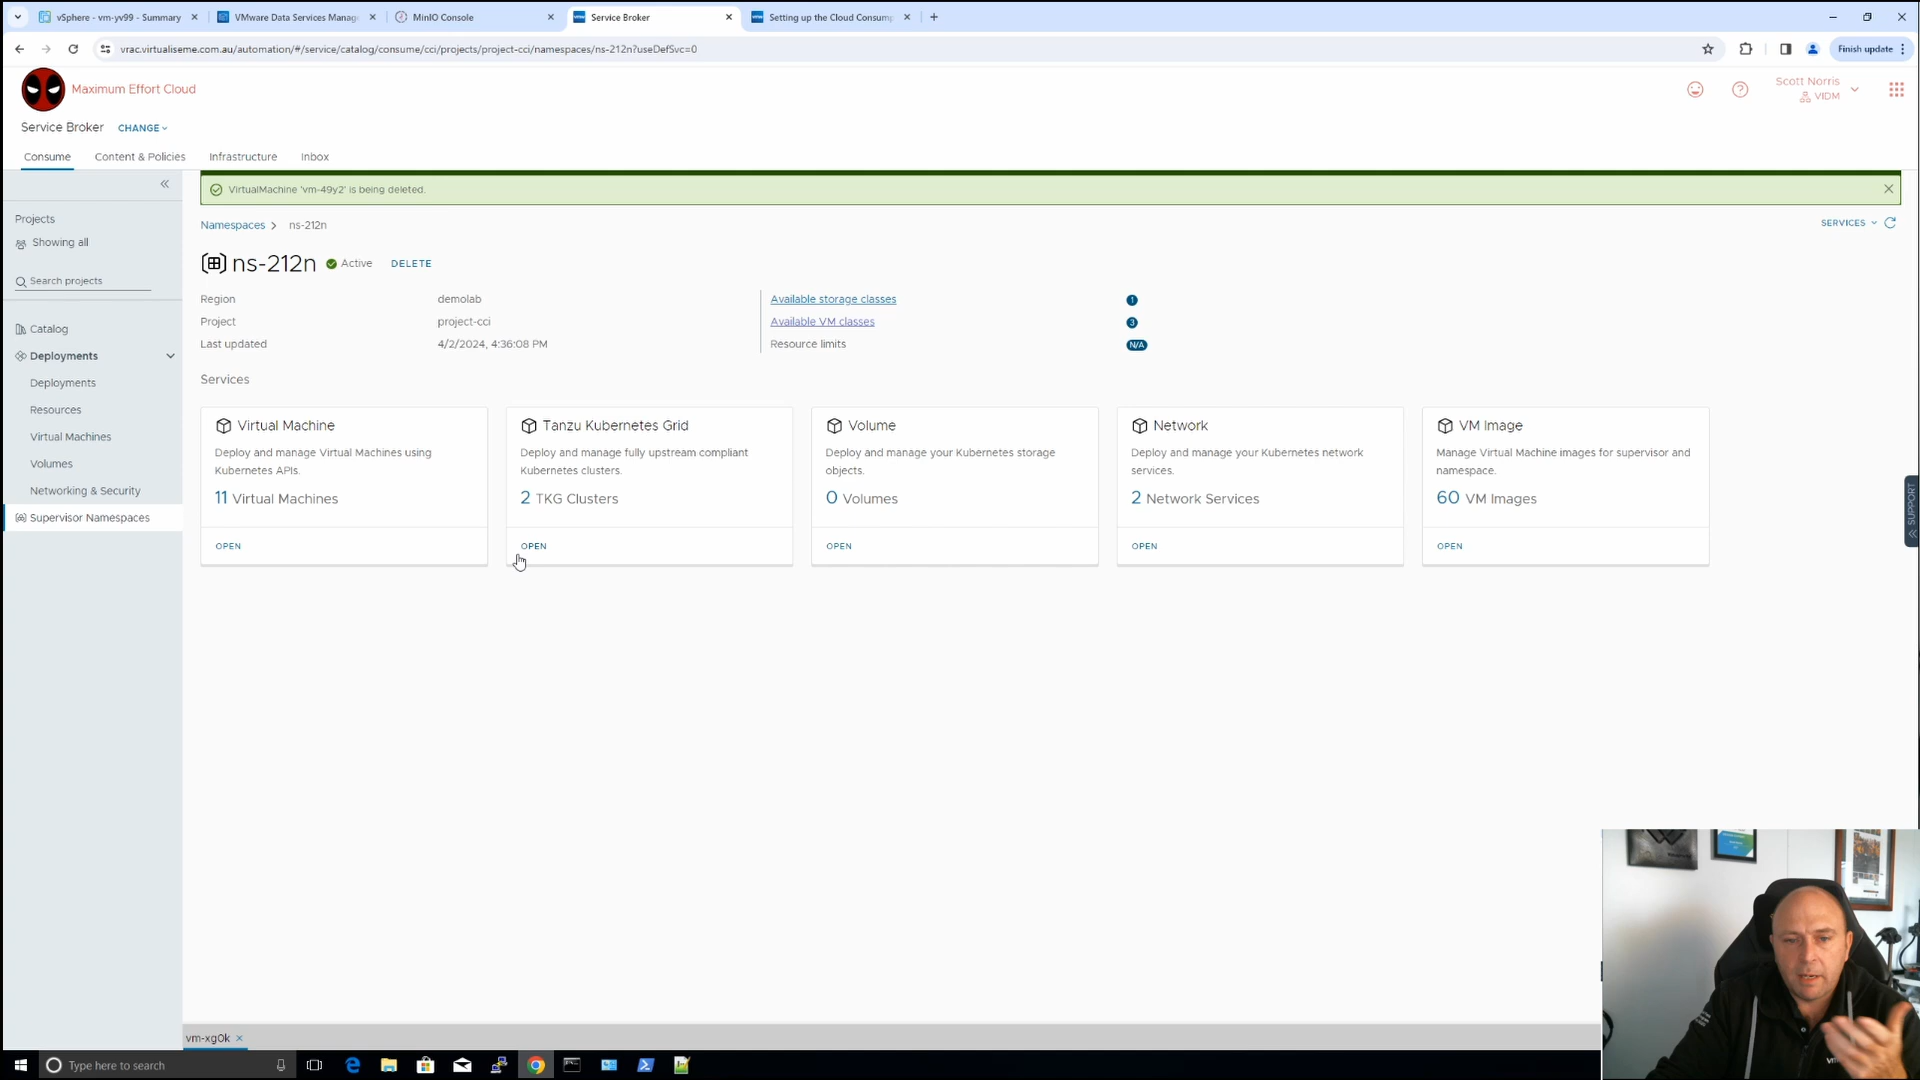 vSphere - vm-yv99 - Summary
VMware Data Services Manag
MinIO Console
Service Broker
Setting up the Cloud Consump
vrac.virtualiseme.com.au/automation/#/service/catalog/consume/cci/projects/project-cci/namespaces/ns-212n?useDefSvc=0
Finish update
Maximum Effort Cloud
Scott Norris
VIDM
Service Broker
CHANGE
Consume
Content & Policies
Infrastructure
Inbox
VirtualMachine 'vm-49y2' is being deleted.
Projects
Showing all
Search projects
Catalog
Deployments
Deployments
Resources
Virtual Machines
Volumes
Networking & Security
Supervisor Namespaces
Namespaces > ns-212n
SERVICES
ns-212n
Active
DELETE
Region demolab
Project project-cci
Last updated 4/2/2024, 4:36:08 PM
Available storage classes 1
Available VM classes 3
Resource limits N/A
Services
Virtual Machine
Deploy and manage Virtual Machines using
Kubernetes APIs.
11 Virtual Machines
OPEN
Tanzu Kubernetes Grid
Deploy and manage fully upstream compliant
Kubernetes clusters.
2 TKG Clusters
OPEN
Volume
Deploy and manage your Kubernetes storage
objects.
0 Volumes
OPEN
Network
Deploy and manage your Kubernetes network
services.
2 Network Services
OPEN
VM Image
Manage Virtual Machine images for supervisor and
namespace.
60 VM Images
OPEN
SUPPORT
vm-xg0k
Type here to search